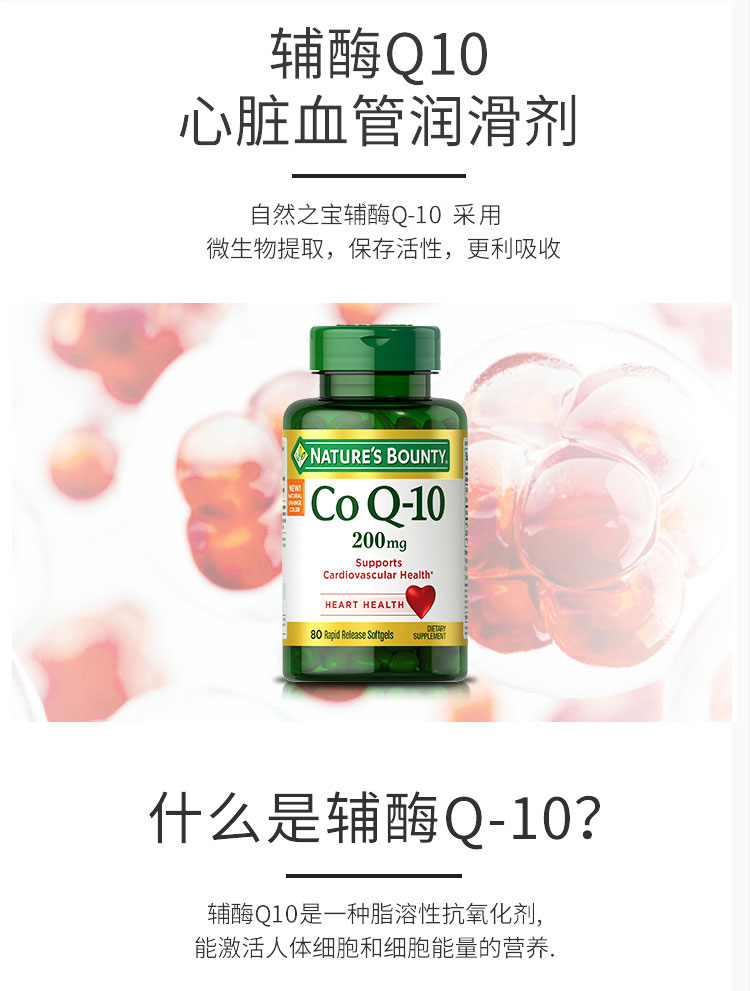 辅酶Q10
心脏血管润滑剂
自然之宝辅酶Q-10 采用
微生物提取，保存活性，更利吸收
NATURE'S BOUNTY
NEW!
NATURAL
ORANGE
COLOR
Co Q-10
200mg
Supports
Cardiovascular Health*
HEART HEALTH
80 Rapid Release Softgels
DIETARY
SUPPLEMENT
什么是辅酶Q-10?
辅酶Q10是一种脂溶性抗氧化剂,
能激活人体细胞和细胞能量的营养.